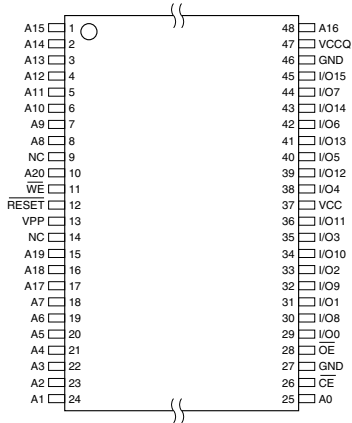 A15 1 48 A16
A14 2 47 VCCQ
A13 3 46 GND
A12 4 45 I/O15
A11 5 44 I/O7
A10 6 43 I/O14
A9 7 42 I/O6
A8 8 41 I/O13
NC 9 40 I/O5
A20 10 39 I/O12
W̅E̅ 11 38 I/O4
R̅E̅S̅E̅T̅ 12 37 VCC
VPP 13 36 I/O11
NC 14 35 I/O3
A19 15 34 I/O10
A18 16 33 I/O2
A17 17 32 I/O9
A7 18 31 I/O1
A6 19 30 I/O8
A5 20 29 I/O0
A4 21 28 O̅E̅
A3 22 27 GND
A2 23 26 C̅E̅
A1 24 25 A0